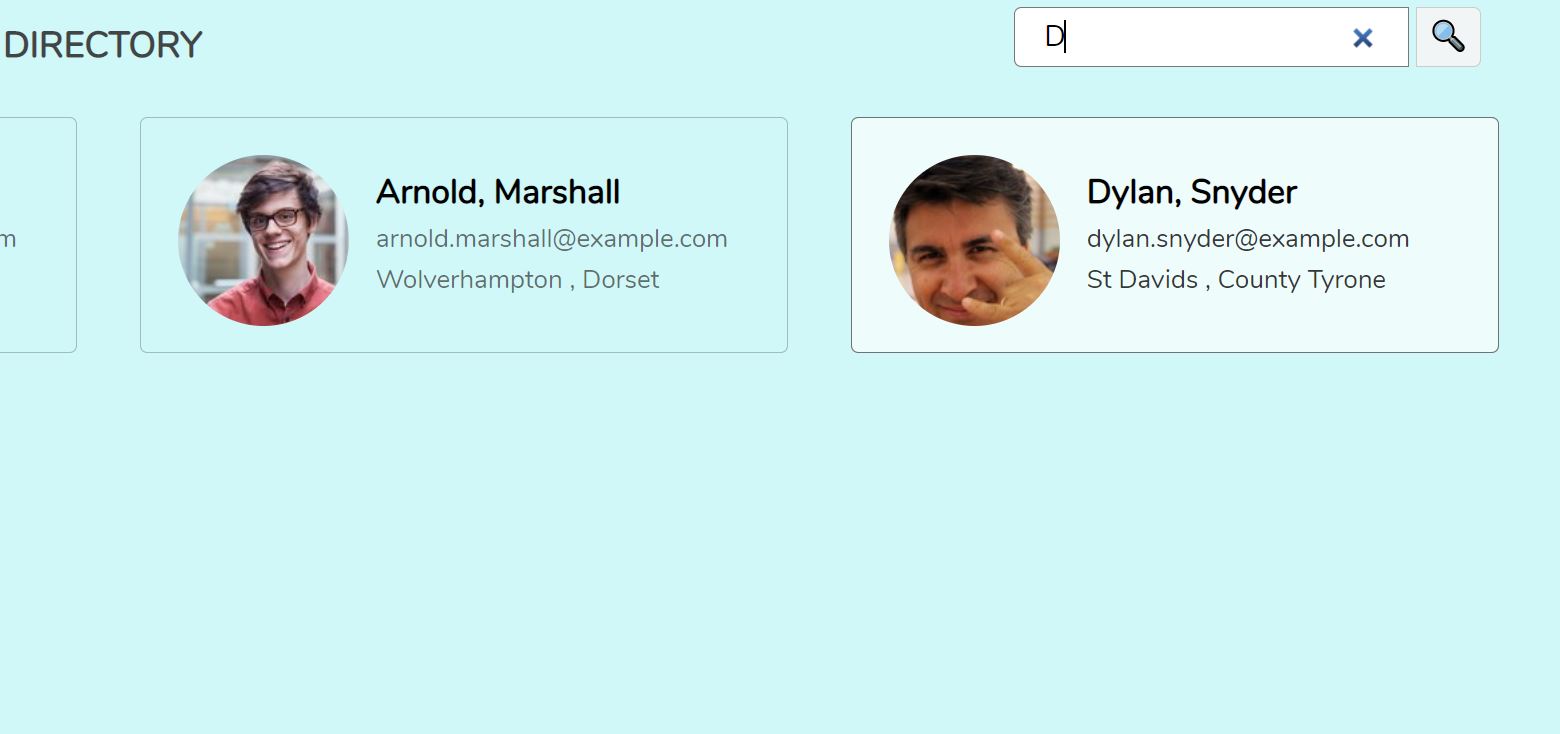 DIRECTORY
D
m
Arnold, Marshall
arnold.marshall@example.com
Wolverhampton , Dorset
Dylan, Snyder
dylan.snyder@example.com
St Davids , County Tyrone